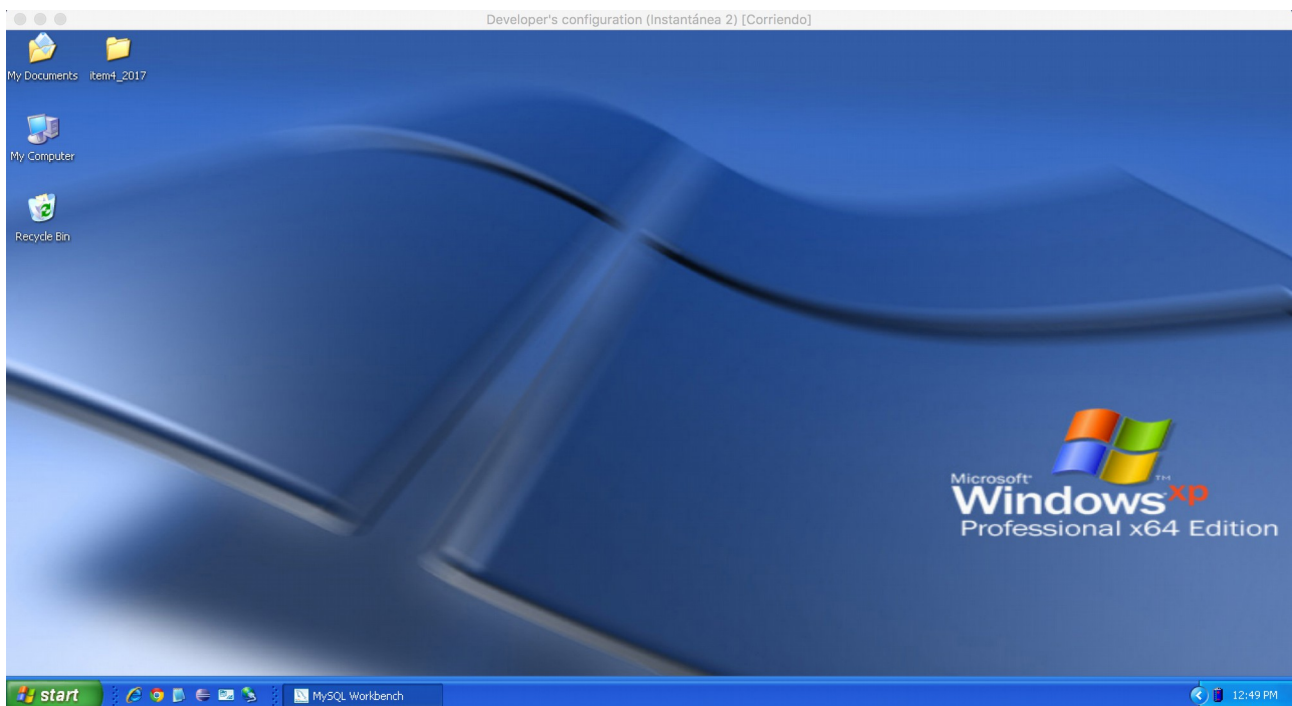 Developer's configuration (Instantánea 2) [Corriendo]
My Documents
item4_2017
My Computer
Recycle Bin
Microsoft
Windows xp
TM
Professional x64 Edition
start
MySQL Workbench
12:49 PM